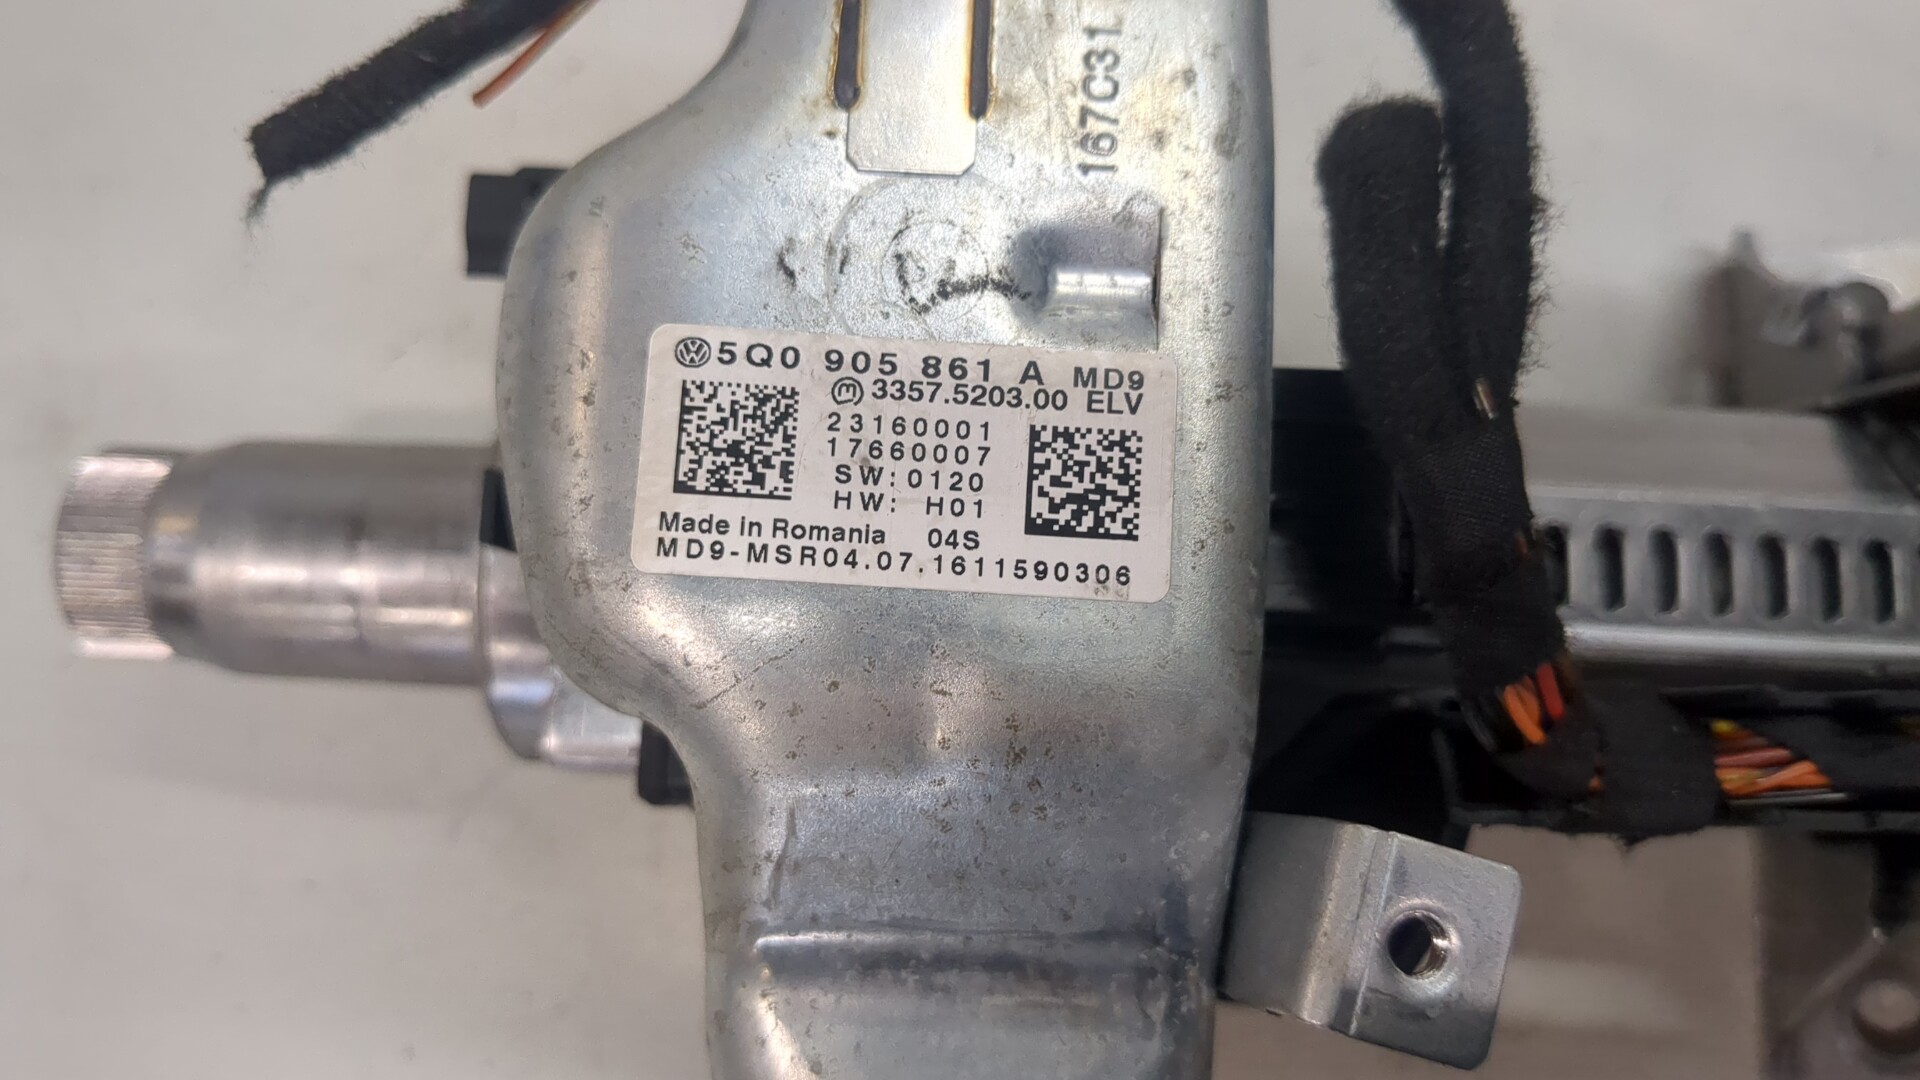 167C31.
5Q0 905 861 A MD9
3357.5203.00 ELV
23160001
17660007
SW:0120
HW: H01
Made in Romania 04S
MD9-MSR04.07.1611590306